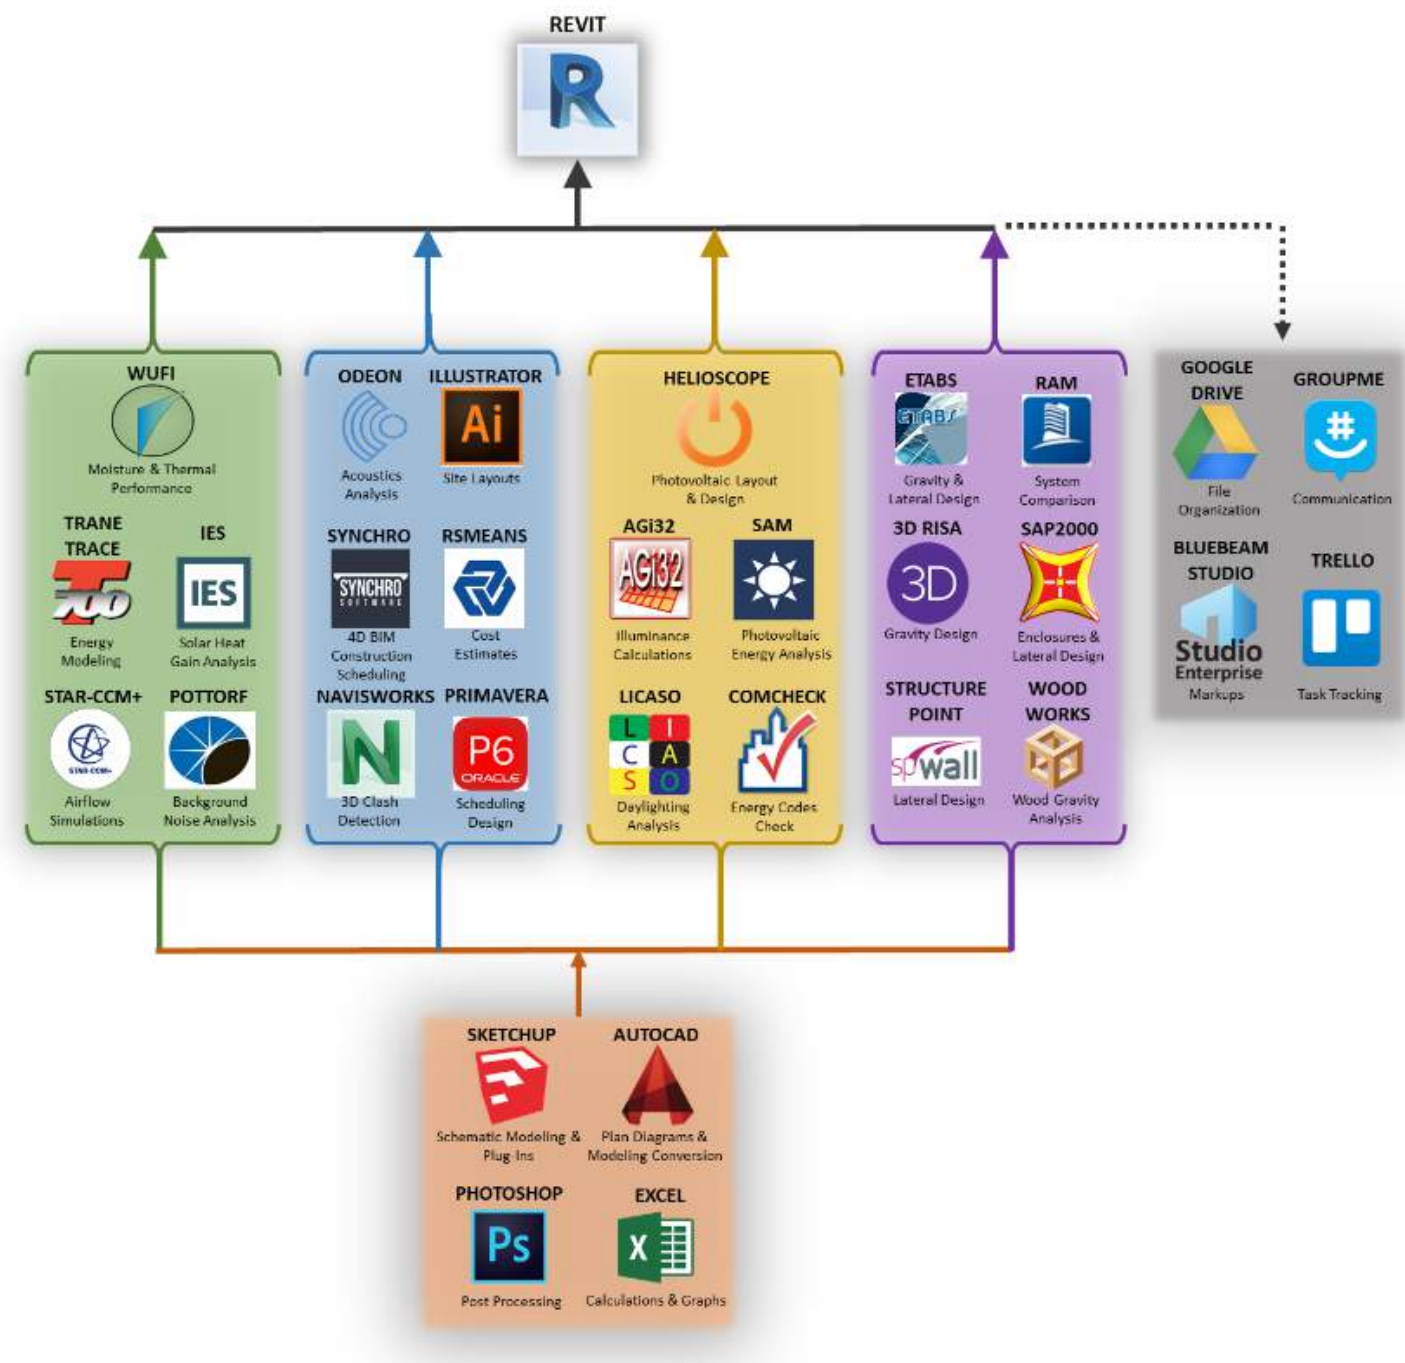 REVIT
WUFI
Moisture & Thermal
Performance
TRANE
TRACE
700
Energy
Modeling
IES
IES
Solar Heat
Gain Analysis
STAR-CCM+
STAR-CCM+
Airflow
Simulations
POTTORF
Background
Noise Analysis
ODEON
Acoustics
Analysis
ILLUSTRATOR
Ai
Site Layouts
SYNCHRO
SYNCHRO
SOFTWARE
4D BIM
Construction
Scheduling
RSMEANS
Cost
Estimates
NAVISWORKS
N
3D Clash
Detection
PRIMAVERA
P6
ORACLE
Scheduling
Design
HELIOSCOPE
Photovoltaic Layout
& Design
AGi32
AGi32
Illuminance
Calculations
SAM
Photovoltaic
Energy Analysis
LICASO
L I
C A
S O
Daylighting
Analysis
COMCHECK
Energy Codes
Check
ETABS
ETABS
Gravity &
Lateral Design
RAM
System
Comparison
3D RISA
3D
Gravity Design
SAP2000
Enclosures &
Lateral Design
STRUCTURE
POINT
spwall
Lateral Design
WOOD
WORKS
Wood Gravity
Analysis
GOOGLE
DRIVE
File
Organization
GROUPME
#
Communication
BLUEBEAM
STUDIO
Studio
Enterprise
Markups
TRELLO
Task Tracking
SKETCHUP
Schematic Modeling &
Plug-Ins
AUTOCAD
Plan Diagrams &
Modeling Conversion
PHOTOSHOP
Ps
Post Processing
EXCEL
X
Calculations & Graphs